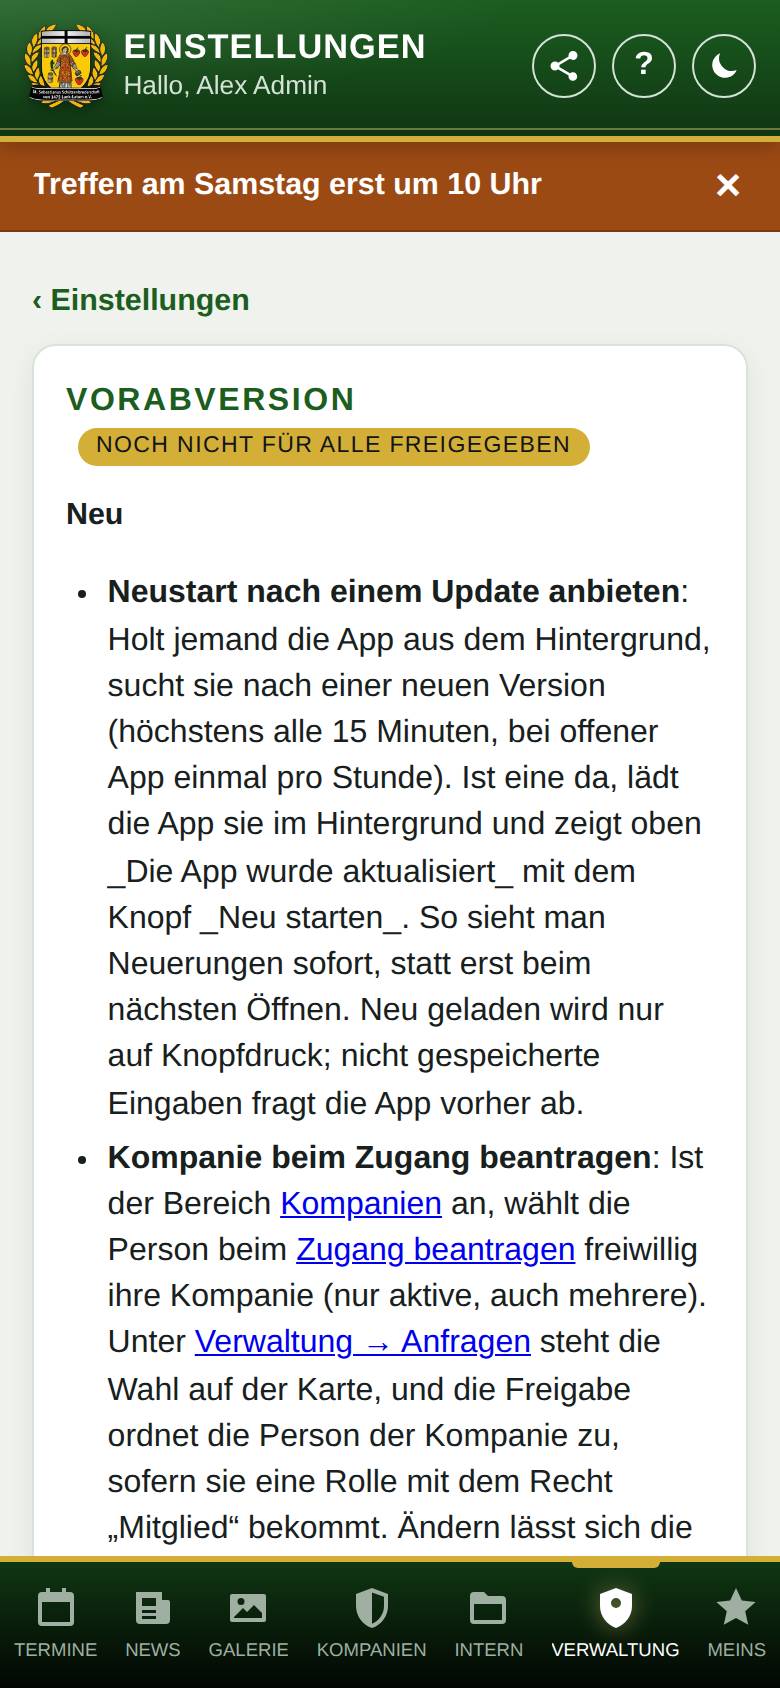 EINSTELLUNGEN
Hallo, Alex Admin
?
Treffen am Samstag erst um 10 Uhr
×
‹ Einstellungen
VORABVERSION
NOCH NICHT FÜR ALLE FREIGEGEBEN
Neu
• Neustart nach einem Update anbieten:
Holt jemand die App aus dem Hintergrund,
sucht sie nach einer neuen Version
(höchstens alle 15 Minuten, bei offener
App einmal pro Stunde). Ist eine da, lädt
die App sie im Hintergrund und zeigt oben
_Die App wurde aktualisiert_ mit dem
Knopf _Neu starten_. So sieht man
Neuerungen sofort, statt erst beim
nächsten Öffnen. Neu geladen wird nur
auf Knopfdruck; nicht gespeicherte
Eingaben fragt die App vorher ab.
• Kompanie beim Zugang beantragen: Ist
der Bereich Kompanien an, wählt die
Person beim Zugang beantragen freiwillig
ihre Kompanie (nur aktive, auch mehrere).
Unter Verwaltung → Anfragen steht die
Wahl auf der Karte, und die Freigabe
ordnet die Person der Kompanie zu,
sofern sie eine Rolle mit dem Recht
„Mitglied“ bekommt. Ändern lässt sich die
TERMINE NEWS GALERIE KOMPANIEN INTERN VERWALTUNG MEINS